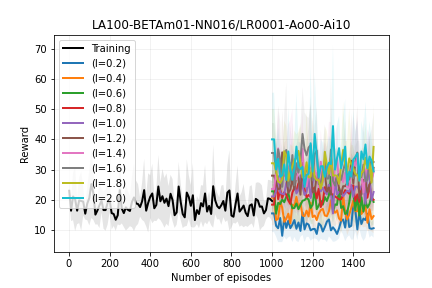 LA100-BETAm01-NN016/LR0001-Ao00-Ai10
Reward
70
60
50
40
30
20
10
Training
(l=0.2)
(l=0.4)
(l=0.6)
(l=0.8)
(l=1.0)
(l=1.2)
(l=1.4)
(l=1.6)
(l=1.8)
(l=2.0)
0 200 400 600 800 1000 1200 1400
Number of episodes